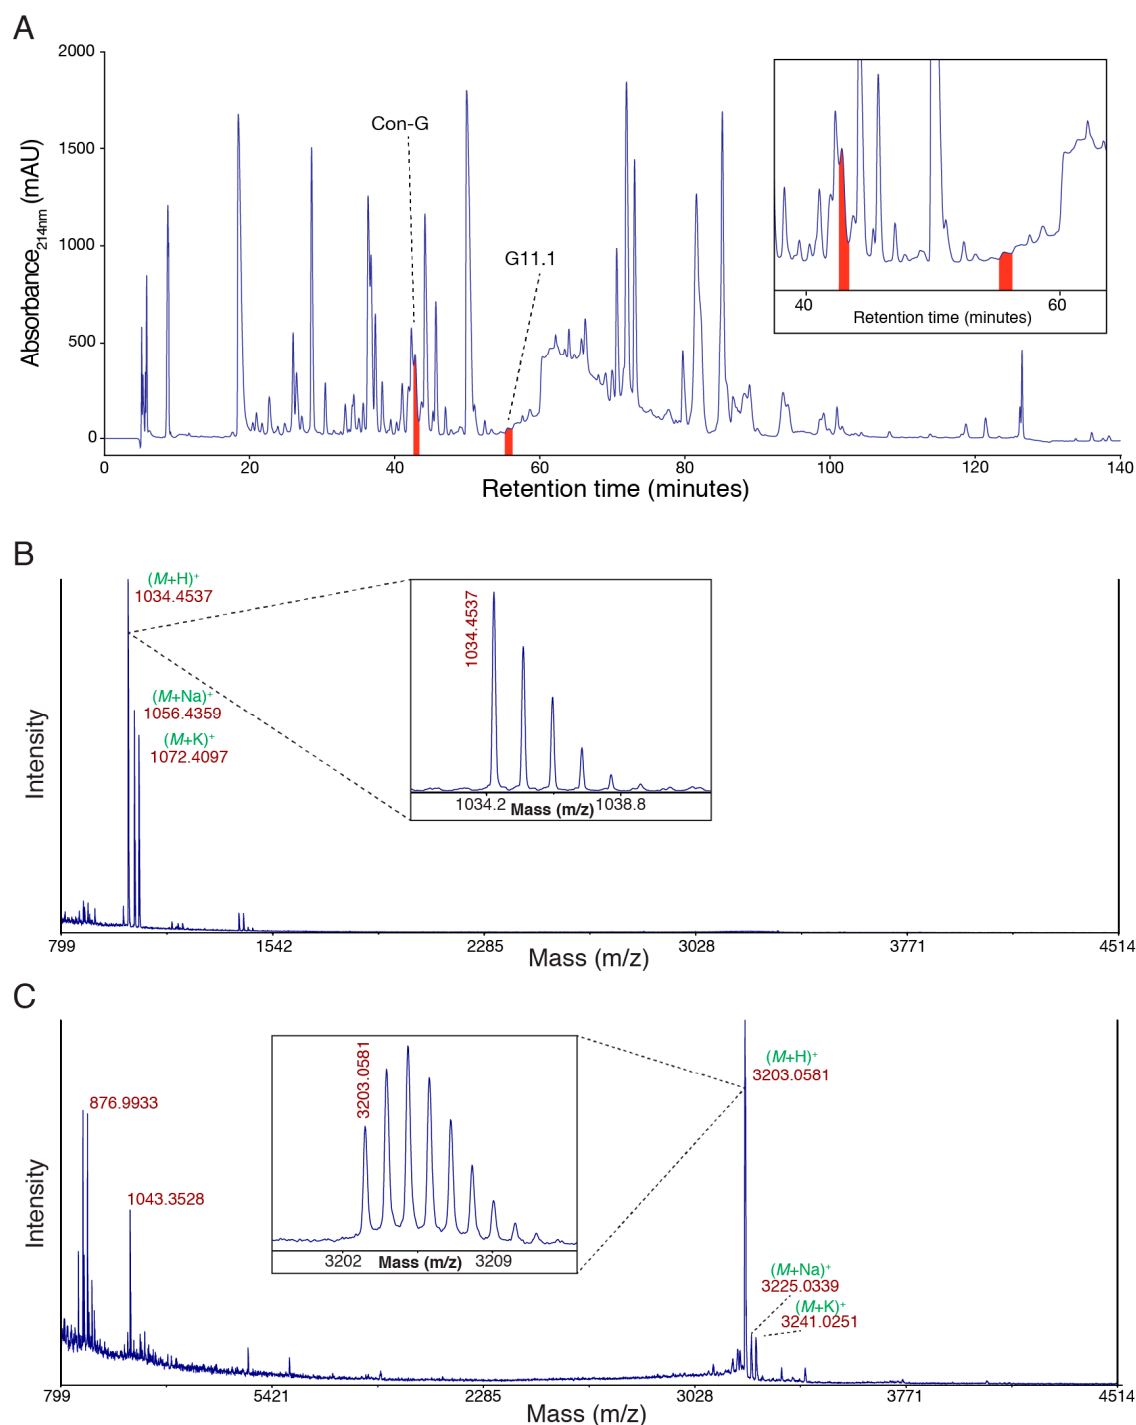 A
2000
1500
1000
500
0
Absorbance214nm (mAU)
Con-G
G11.1
0 20 40 60 80 100 120 140
Retention time (minutes)
40 60
Retention time (minutes)
B
(M+H)+
1034.4537
(M+Na)+
1056.4359
(M+K)+
1072.4097
1034.4537
1034.2 Mass (m/z) 1038.8
Intensity
799 1542 2285 3028 3771 4514
Mass (m/z)
C
876.9933
1043.3528
3203.0581
3202 Mass (m/z) 3209
(M+H)+
3203.0581
(M+Na)+
3225.0339
(M+K)+
3241.0251
Intensity
799 5421 2285 3028 3771 4514
Mass (m/z)